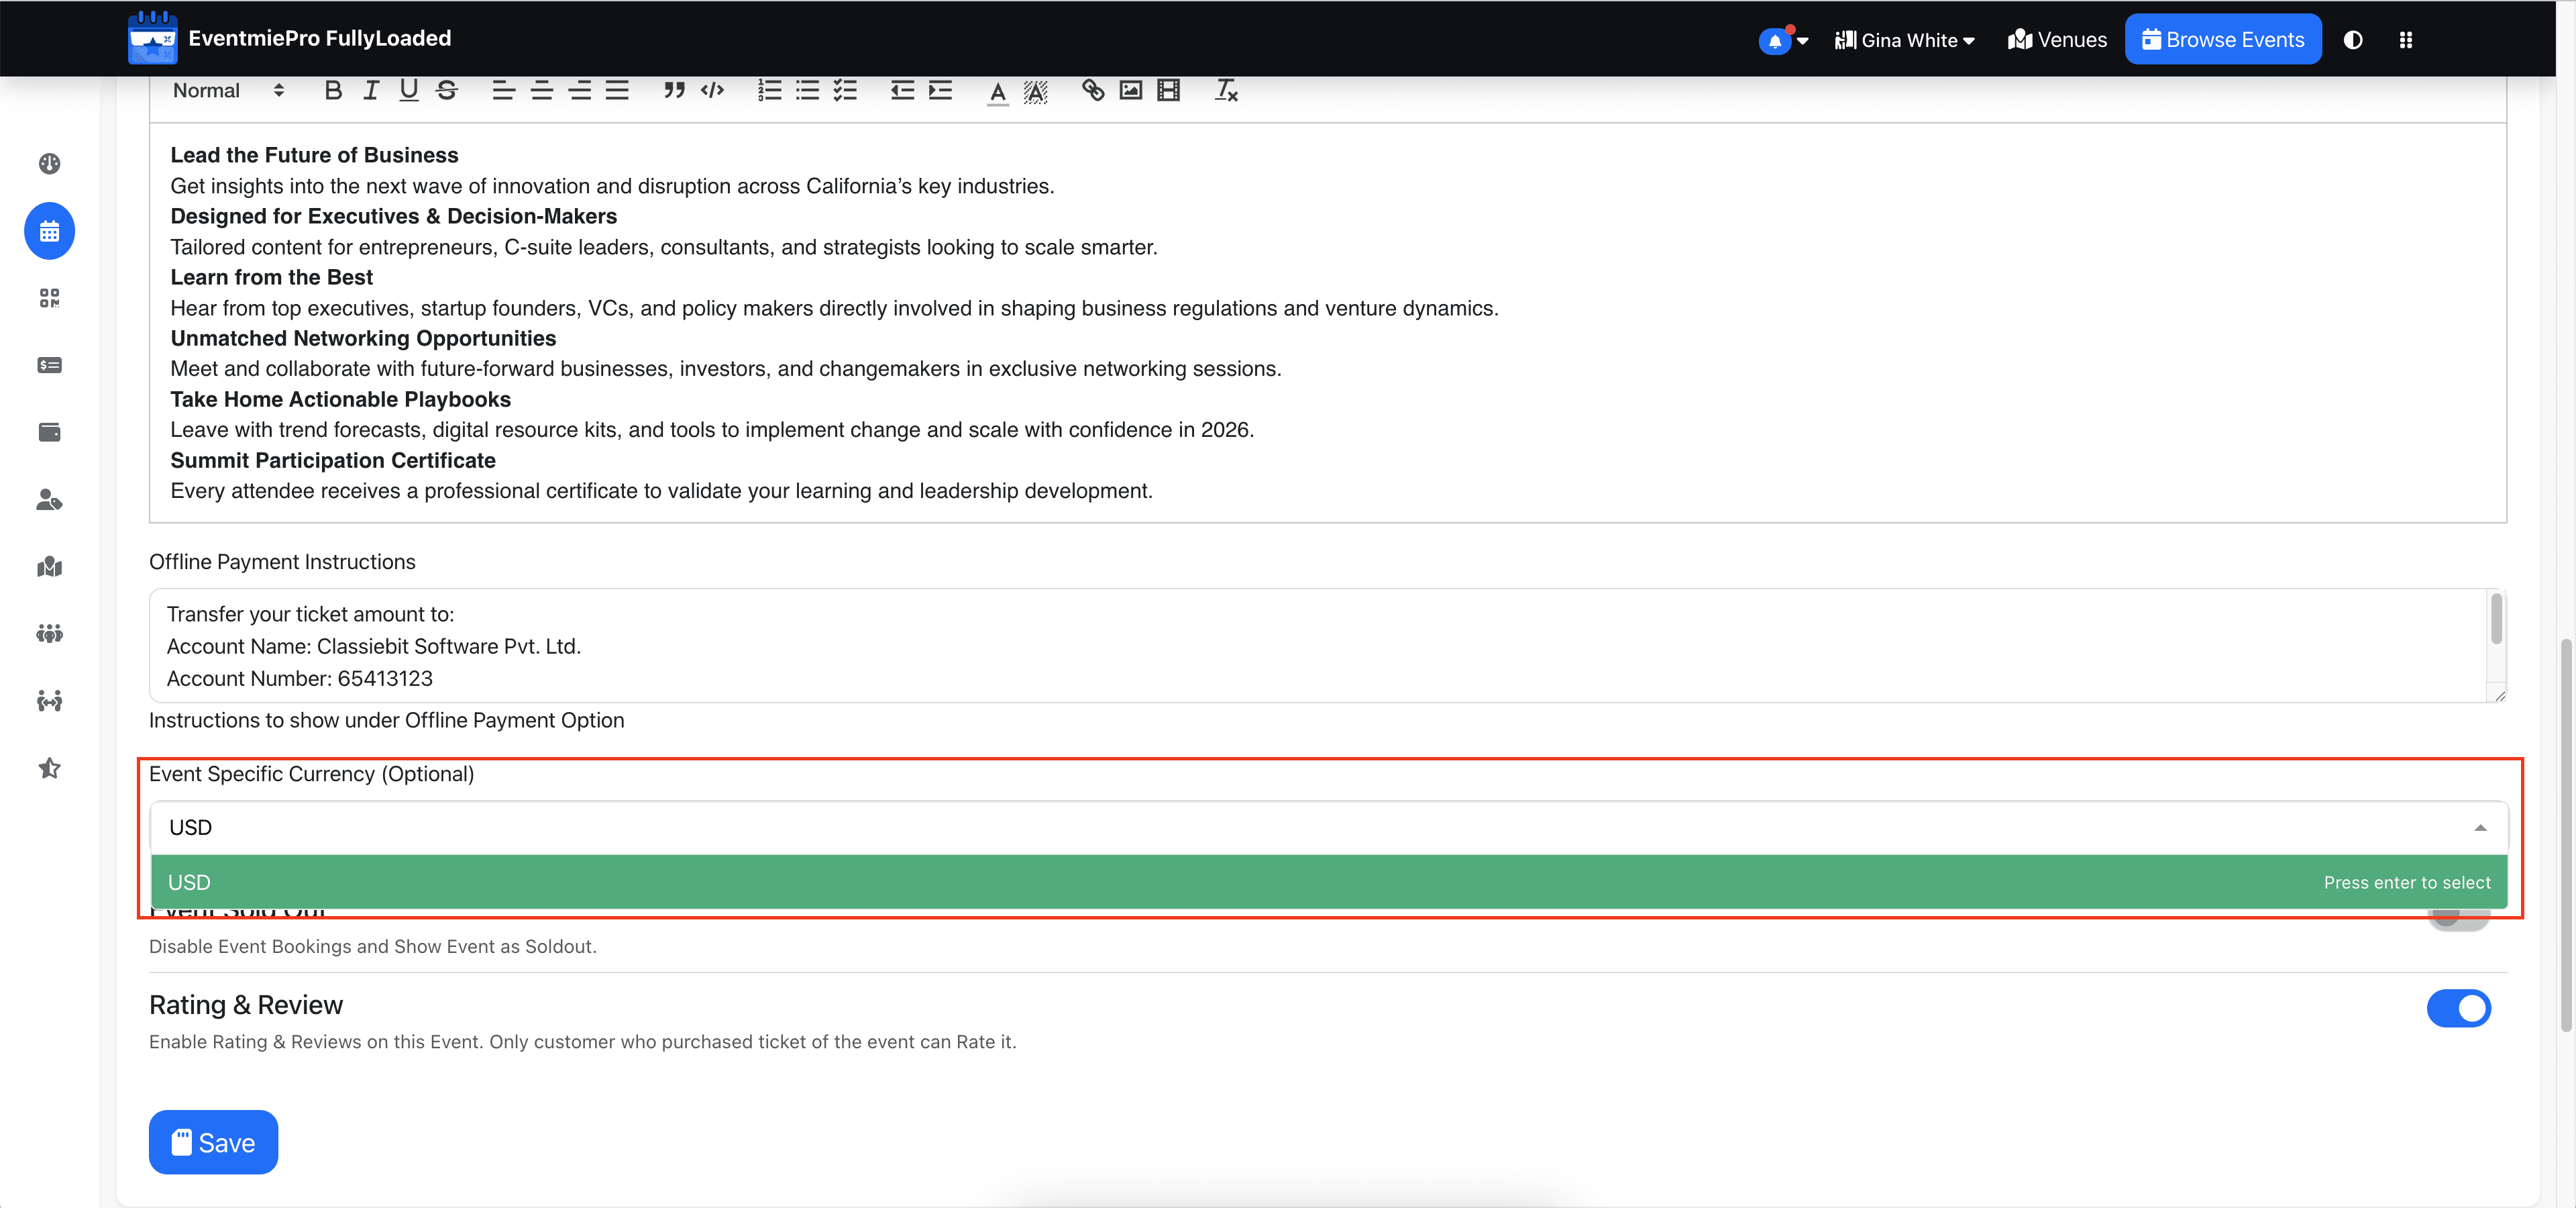 EventmiePro FullyLoaded
Gina White
Venues
Browse Events
Normal
Lead the Future of Business
Get insights into the next wave of innovation and disruption across California’s key industries.
Designed for Executives & Decision-Makers
Tailored content for entrepreneurs, C-suite leaders, consultants, and strategists looking to scale smarter.
Learn from the Best
Hear from top executives, startup founders, VCs, and policy makers directly involved in shaping business regulations and venture dynamics.
Unmatched Networking Opportunities
Meet and collaborate with future-forward businesses, investors, and changemakers in exclusive networking sessions.
Take Home Actionable Playbooks
Leave with trend forecasts, digital resource kits, and tools to implement change and scale with confidence in 2026.
Summit Participation Certificate
Every attendee receives a professional certificate to validate your learning and leadership development.
Offline Payment Instructions
Transfer your ticket amount to:
Account Name: Classiebit Software Pvt. Ltd.
Account Number: 65413123
Instructions to show under Offline Payment Option
Event Specific Currency (Optional)
USD
USD Press enter to select
Event Sold Out
Disable Event Bookings and Show Event as Soldout.
Rating & Review
Enable Rating & Reviews on this Event. Only customer who purchased ticket of the event can Rate it.
Save